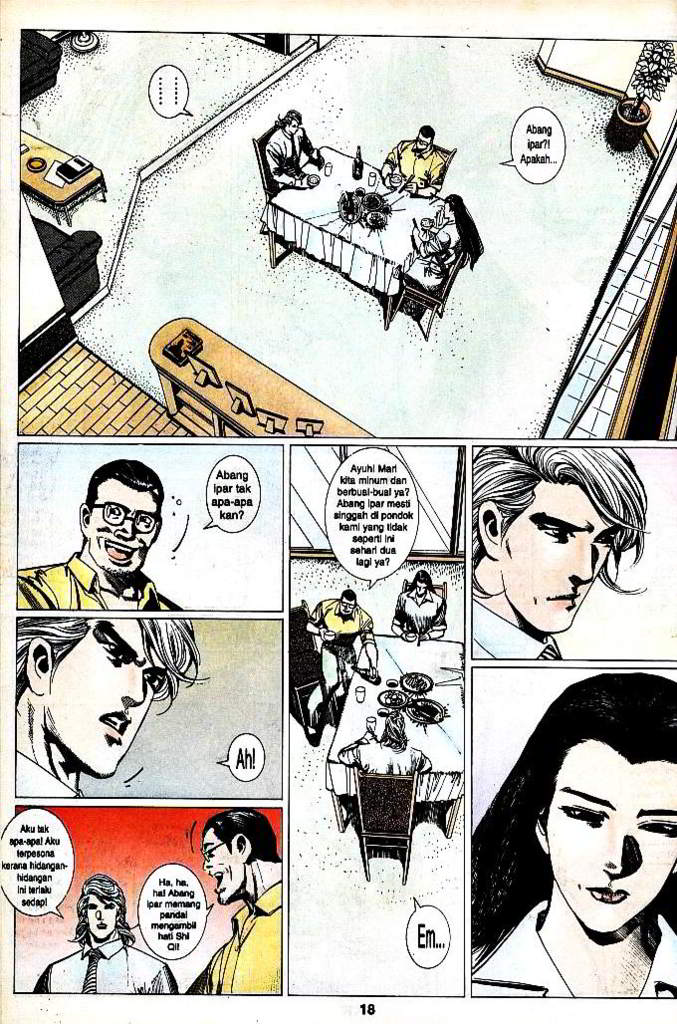 ......
Abang
ipar?!
Apakah...
Abang
ipar tak
apa-apa
kan?
Ah!
Aku tak
apa-apa! Aku
terpesona
kerana hidangan-
hidangan
ini terlalu
sedap!
Ha, ha,
ha! Abang
ipar memang
pandai
mengambil
hati Shi
Qi!
Ayuh! Mari
kita minum dan
berbual-bual ya?
Abang ipar mesti
singgah di pondok
kami yang tidak
seperti ini
sehari dua
lagi ya?
Em...
18